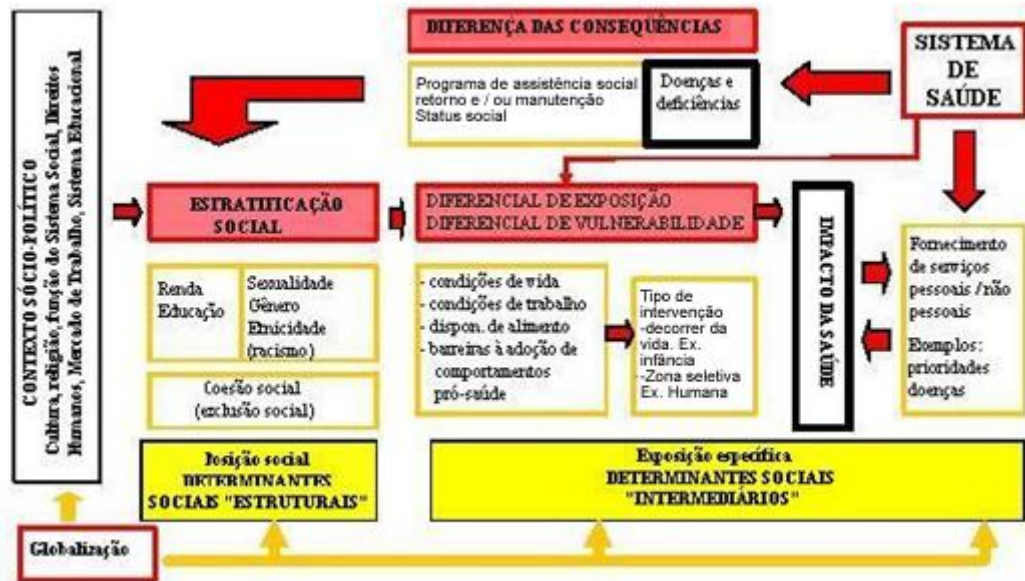 DIFERENÇA DAS CONSEQUÊNCIAS
Programa de assistência social
retorno e / ou manutenção
Status social
Doenças e
deficiências
SISTEMA
DE
SAÚDE
CONTEXTO SÓCIO-POLÍTICO
Cultura, religião, função do Sistema Social, Direitos
Humanos, Mercado de Trabalho, Sistema Educacional
ESTRATIFICAÇÃO
SOCIAL
DIFERENCIAL DE EXPOSIÇÃO
DIFERENCIAL DE VULNERABILIDADE
IMPACTO DA SAÚDE
Renda
Educação
Sexualidade
Gênero
Etnicidade
(racismo)
Coesão social
(exclusão social)
- condições de vida
- condições de trabalho
- dispon. de alimento
- barreiras à adoção de
comportamentos
pró-saúde
Tipo de
intervenção
-decorrer da
vida. Ex.
infância
-Zona seletiva
Ex. Humana
Fornecimento
de serviços
pessoais / não
pessoais
Exemplos:
prioridades
doenças
Posição social
DETERMINANTES
SOCIAIS "ESTRUTURAIS"
Exposição específica
DETERMINANTES SOCIAIS
"INTERMEDIÁRIOS"
Globalização